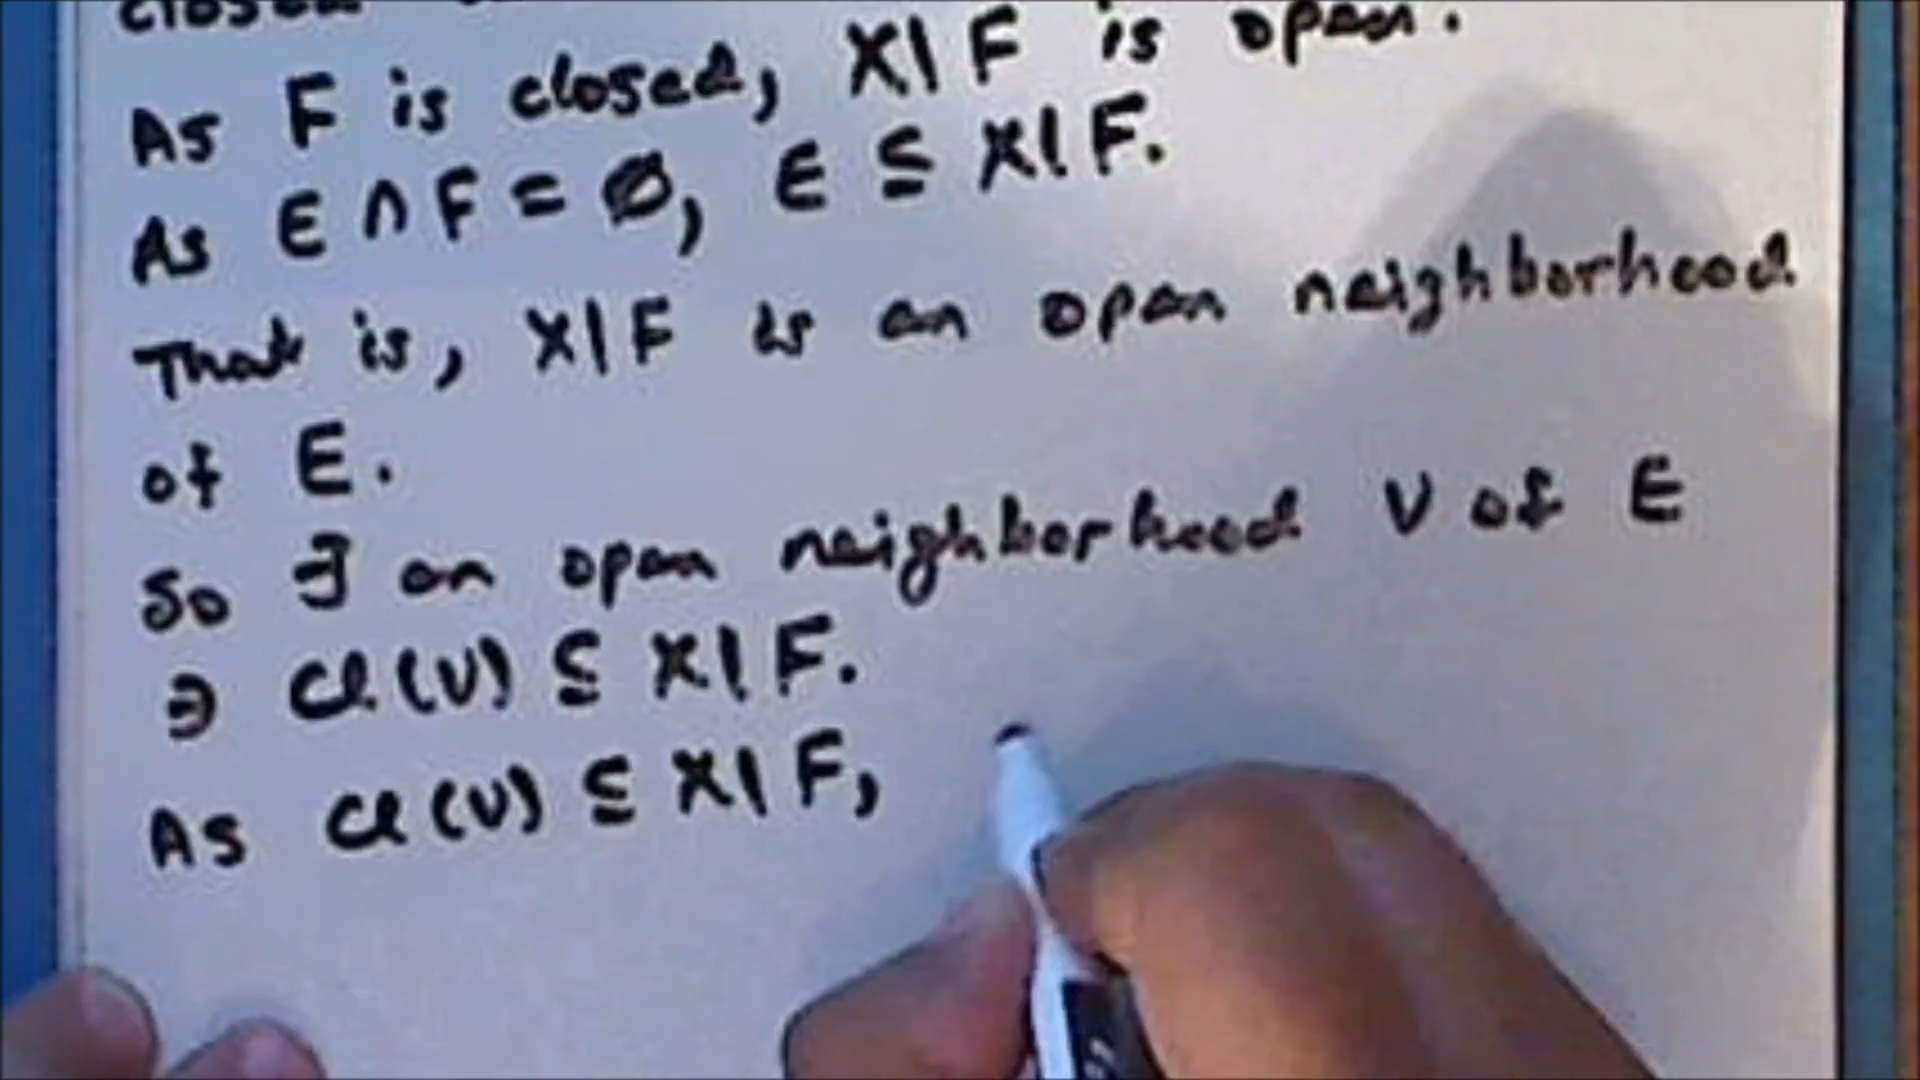 closed
As F is closed, X\F is open.
As E ∩ F = ∅, E ⊆ X\F.
That is, X\F is an open neighborhood
of E.
So ∃ an open neighborhood V of E
∋ Cl(V) ⊆ X\F.
As Cl(V) ⊆ X\F,